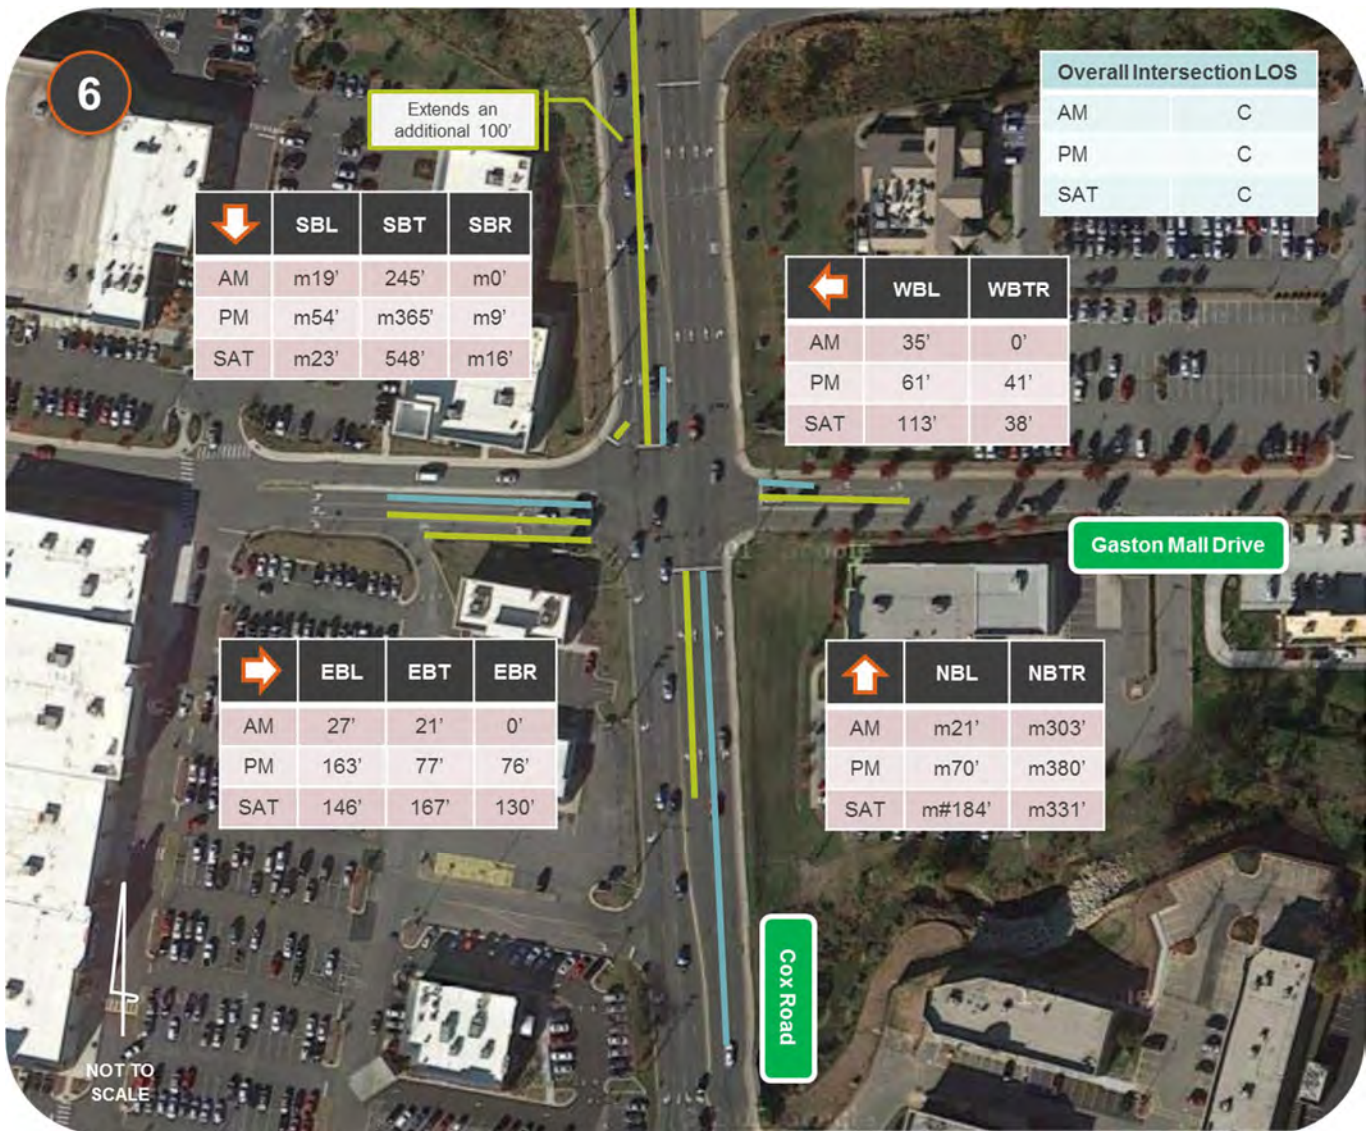 6
Extends an
additional 100'
Overall Intersection LOS
AM C
PM C
SAT C
SBL SBT SBR
AM m19' 245' m0'
PM m54' m365' m9'
SAT m23' 548' m16'
WBL WBTR
AM 35' 0'
PM 61' 41'
SAT 113' 38'
Gaston Mall Drive
EBL EBT EBR
AM 27' 21' 0'
PM 163' 77' 76'
SAT 146' 167' 130'
NBL NBTR
AM m21' m303'
PM m70' m380'
SAT m#184' m331'
Cox Road
NOT TO
SCALE